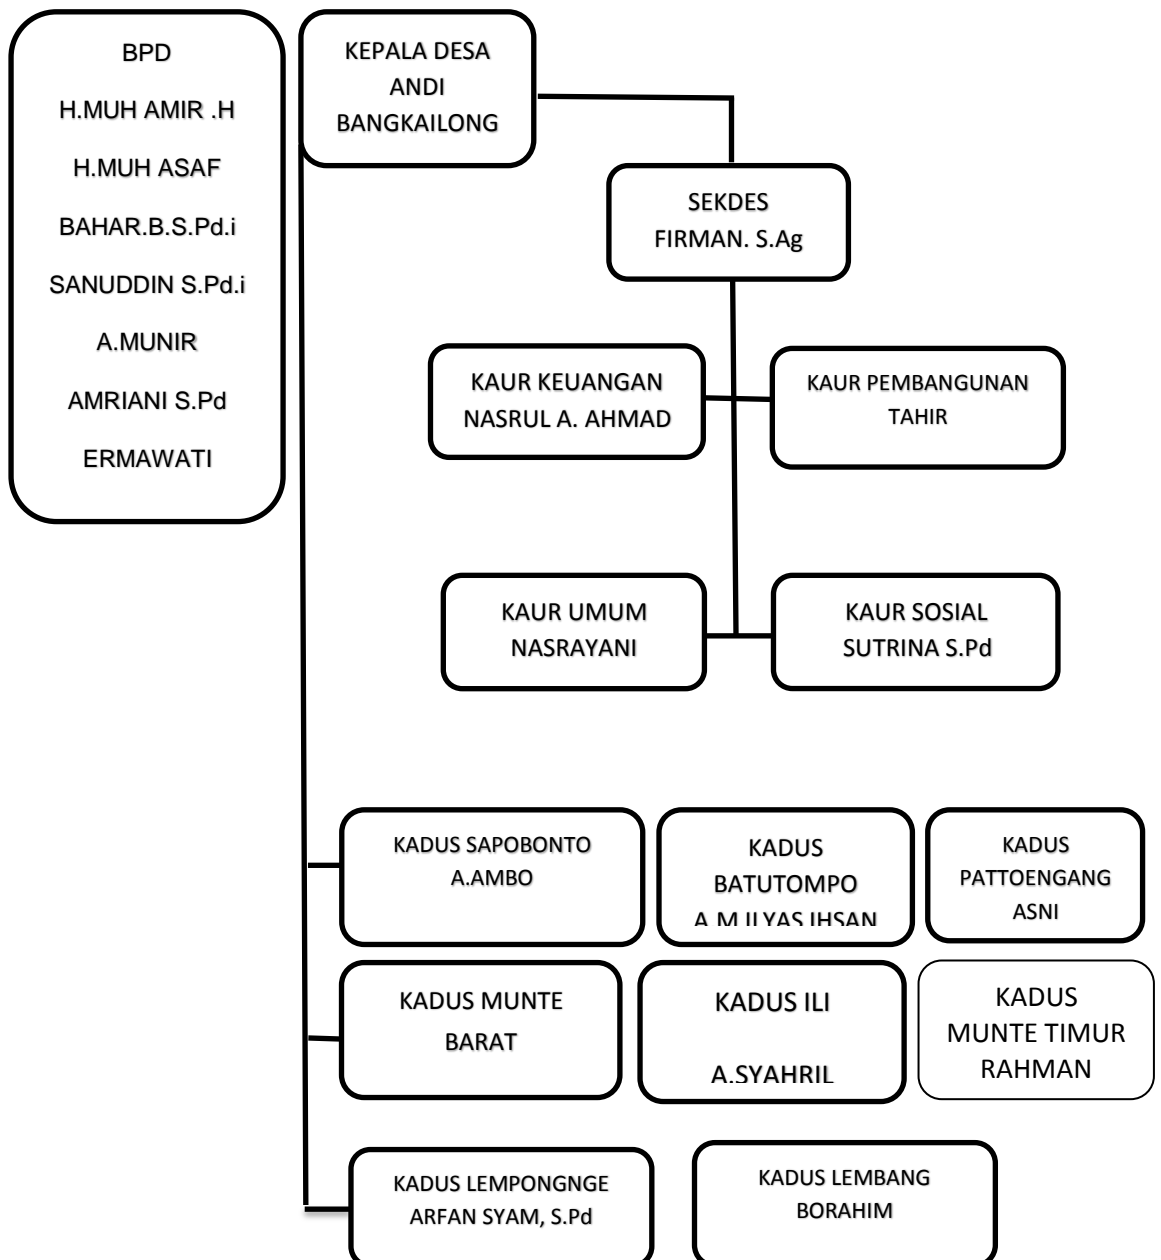 BPD
H.MUH AMIR .H
H.MUH ASAF
BAHAR.B.S.Pd.i
SANUDDIN S.Pd.i
A.MUNIR
AMRIANI S.Pd
ERMAWATI
KEPALA DESA
ANDI
BANGKAILONG
SEKDES
FIRMAN. S.Ag
KAUR KEUANGAN
NASRUL A. AHMAD
KAUR PEMBANGUNAN
TAHIR
KAUR UMUM
NASRAYANI
KAUR SOSIAL
SUTRINA S.Pd
KADUS SAPOBONTO
A.AMBO
KADUS
BATUTOMPO
A.M.ILYAS IHSAN
KADUS
PATTOENGANG
ASNI
KADUS MUNTE
BARAT
KADUS ILI
A.SYAHRIL
KADUS
MUNTE TIMUR
RAHMAN
KADUS LEMPONGNGE
ARFAN SYAM, S.Pd
KADUS LEMBANG
BORAHIM